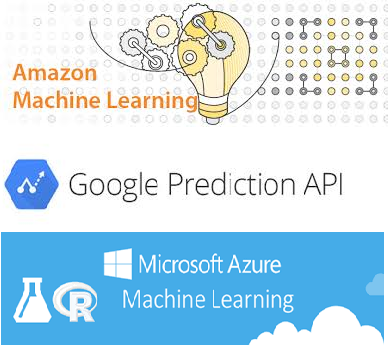 Amazon
Machine Learning
Google Prediction API
Microsoft Azure
R
Machine Learning